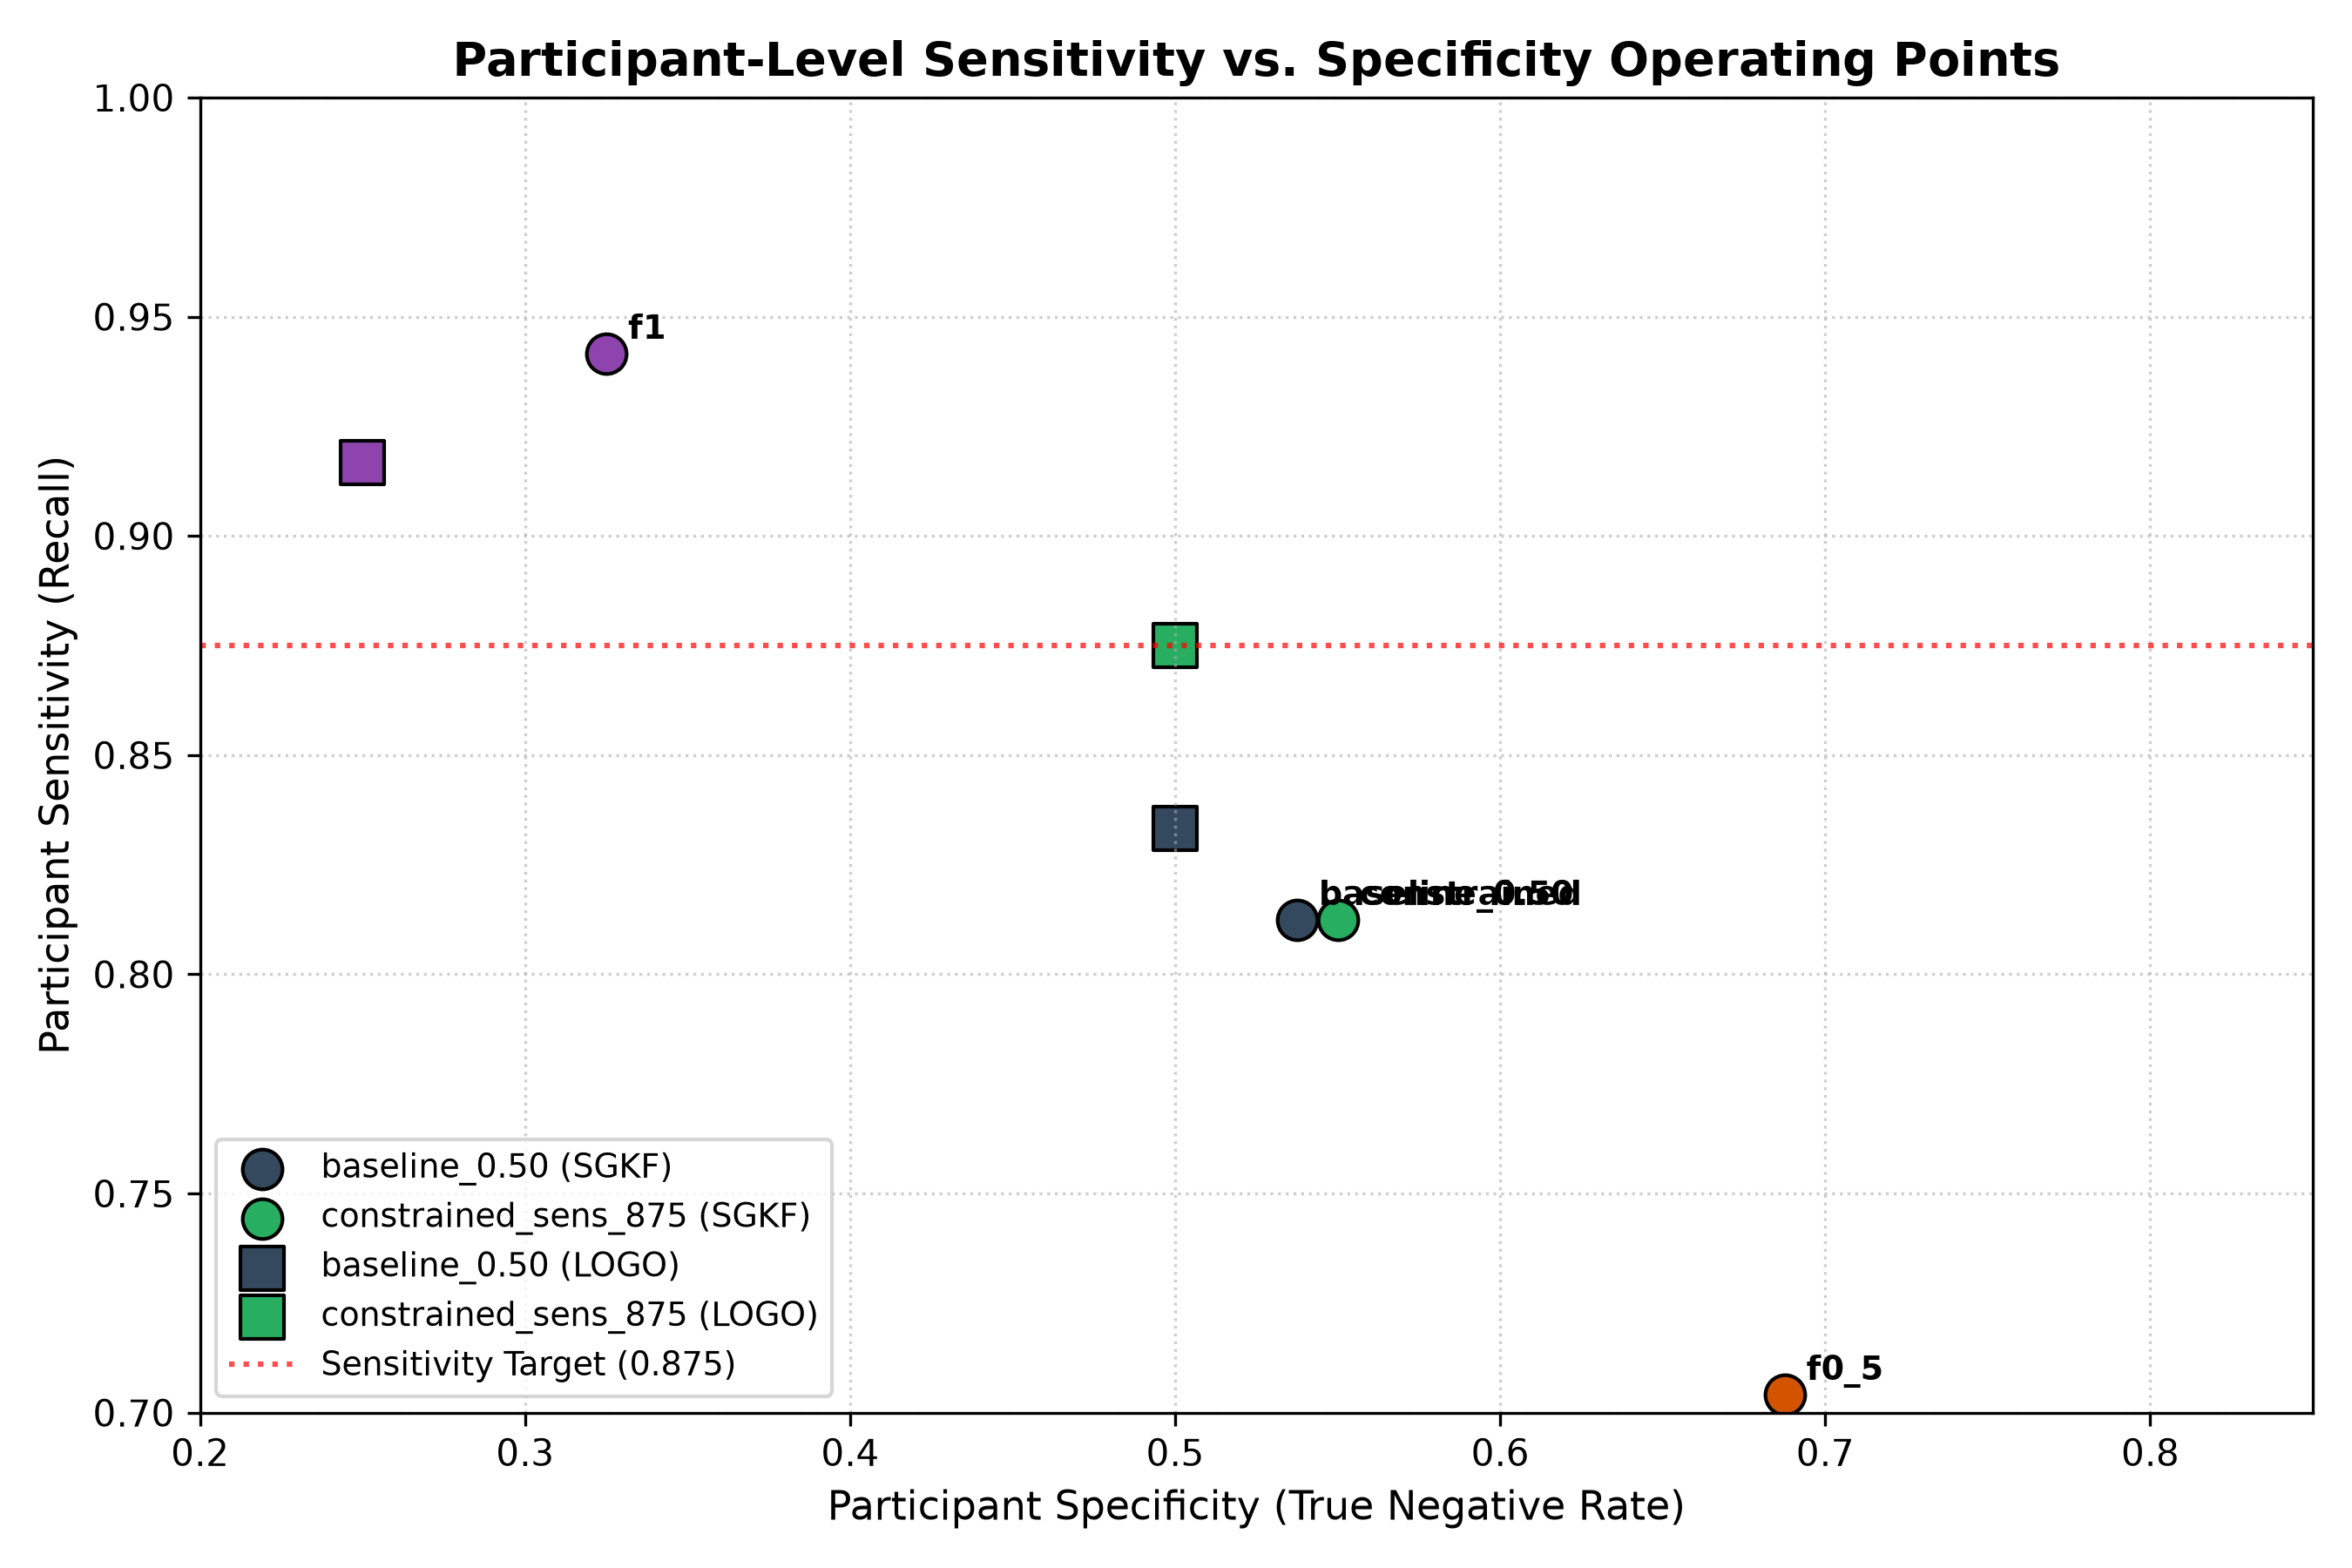 Participant-Level Sensitivity vs. Specificity Operating Points
1.00
0.95
0.90
0.85
0.80
0.75
0.70
Participant Sensitivity (Recall)
f1
baseline_0.50
constrained
f0_5
baseline_0.50 (SGKF)
constrained_sens_875 (SGKF)
baseline_0.50 (LOGO)
constrained_sens_875 (LOGO)
Sensitivity Target (0.875)
0.2 0.3 0.4 0.5 0.6 0.7 0.8
Participant Specificity (True Negative Rate)